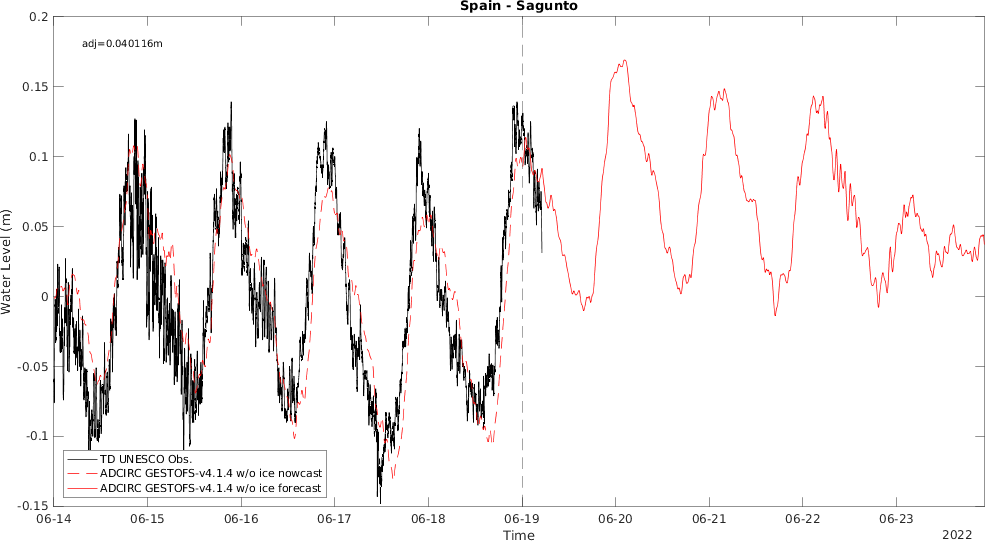 Spain - Sagunto
0.2
adj=0.040116m
0.15
0.1
0.05
0
-0.05
-0.1
-0.15
Water Level (m)
TD UNESCO Obs.
ADCIRC GESTOFS-v4.1.4 w/o ice nowcast
ADCIRC GESTOFS-v4.1.4 w/o ice forecast
06-14 06-15 06-16 06-17 06-18 06-19 06-20 06-21 06-22 06-23
Time
2022